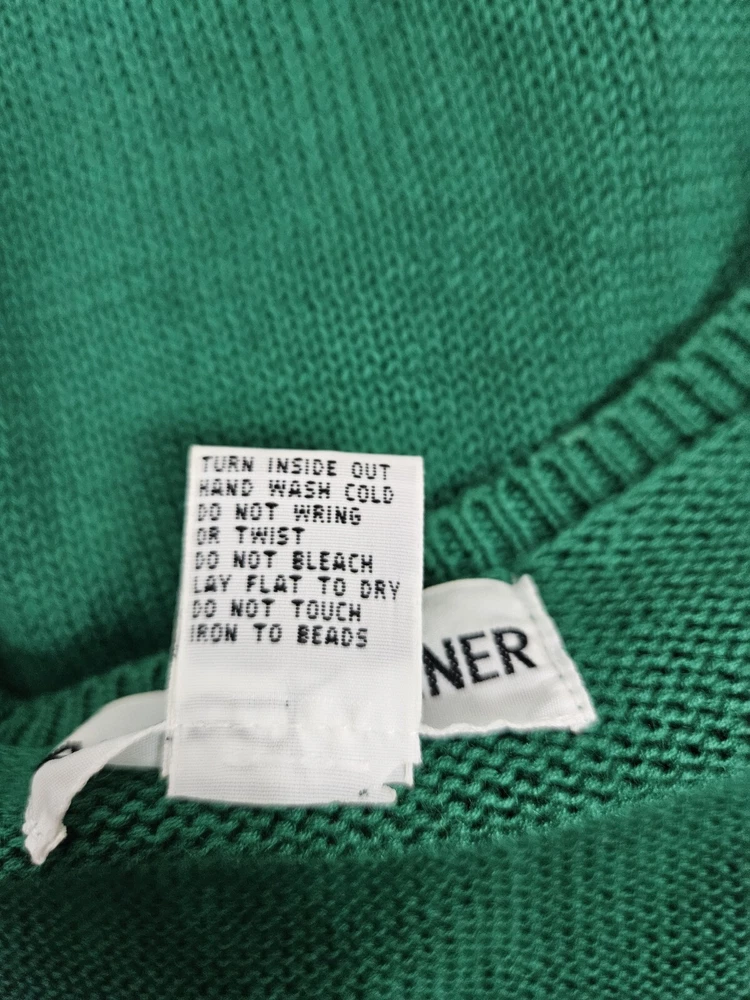 TURN INSIDE OUT
HAND WASH COLD
DO NOT WRING
OR TWIST
DO NOT BLEACH
LAY FLAT TO DRY
DO NOT TOUCH
IRON TO BEADS
NER